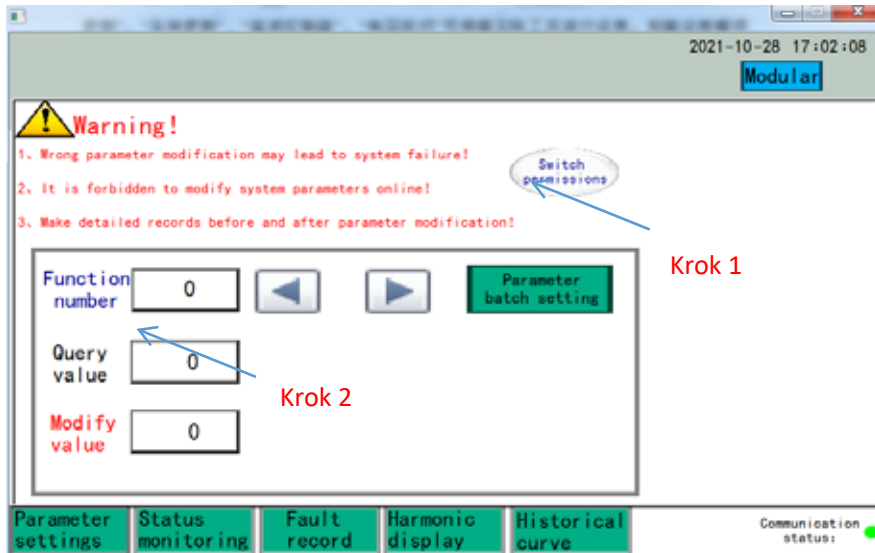 2021-10-28 17:02:08
Modular
Warning!
1、Wrong parameter modification may lead to system failure!
Switch
permissions
2、It is forbidden to modify system parameters online!
3、Make detailed records before and after parameter modification!
Krok 1
Function
number
0
Parameter
batch setting
Query
value
0
Krok 2
Modify
value
0
Parameter
settings
Status
monitoring
Fault
record
Harmonic
display
Historical
curve
Communication
status: